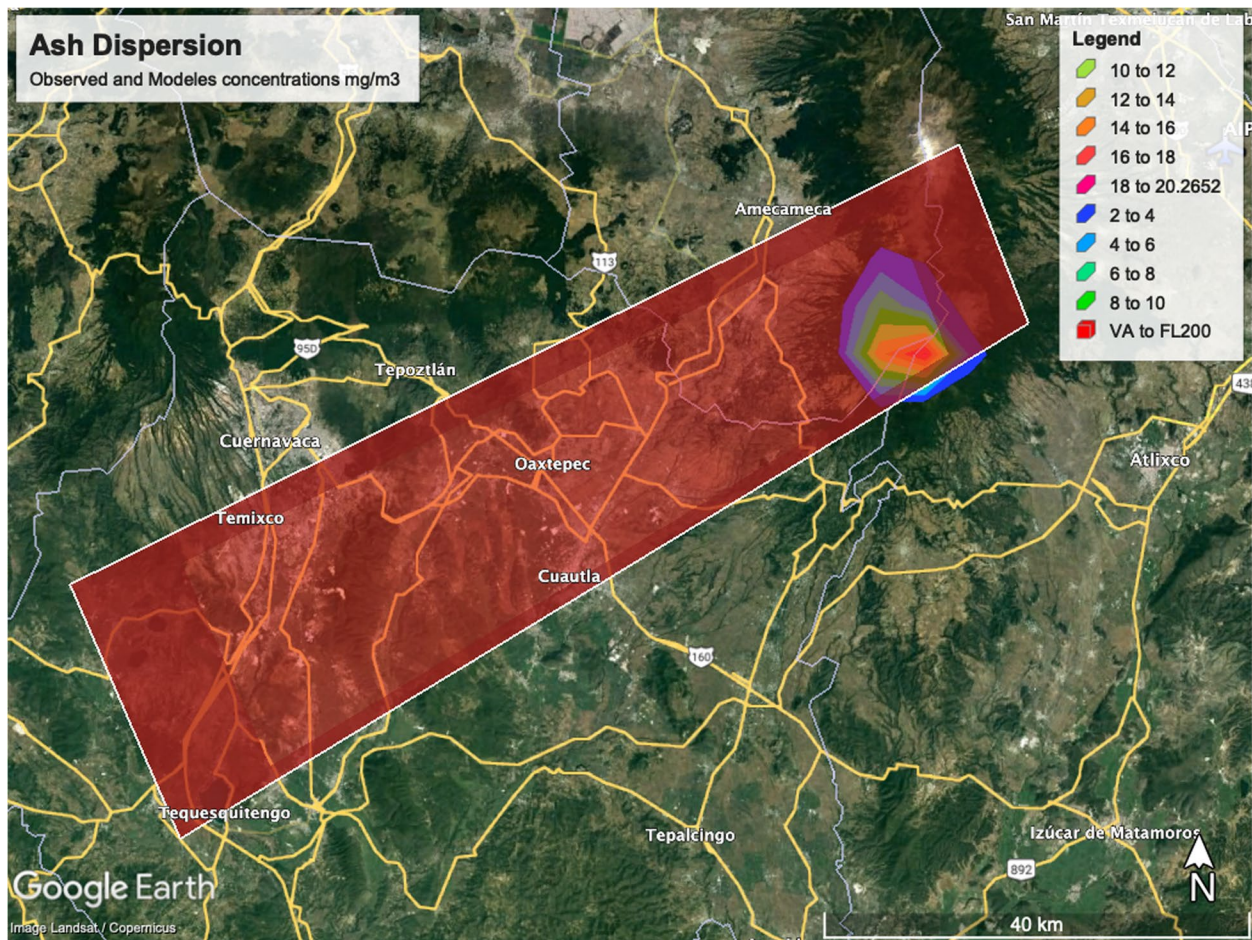 San Martín Texmelucan de Lab
Ash Dispersion
Observed and Modeles concentrations mg/m3
Legend
10 to 12
12 to 14
14 to 16
16 to 18
18 to 20.2652
2 to 4
4 to 6
6 to 8
8 to 10
VA to FL200
AIF
Amecameca
113
95D
Tepoztlán
438
Cuernavaca
Oaxtepec
Atlixco
Temixco
Cuautla
160
Tequesquitengo
Tepalcingo
Izúcar de Matamoros
892
N
Google Earth
Image Landsat / Copernicus
40 km